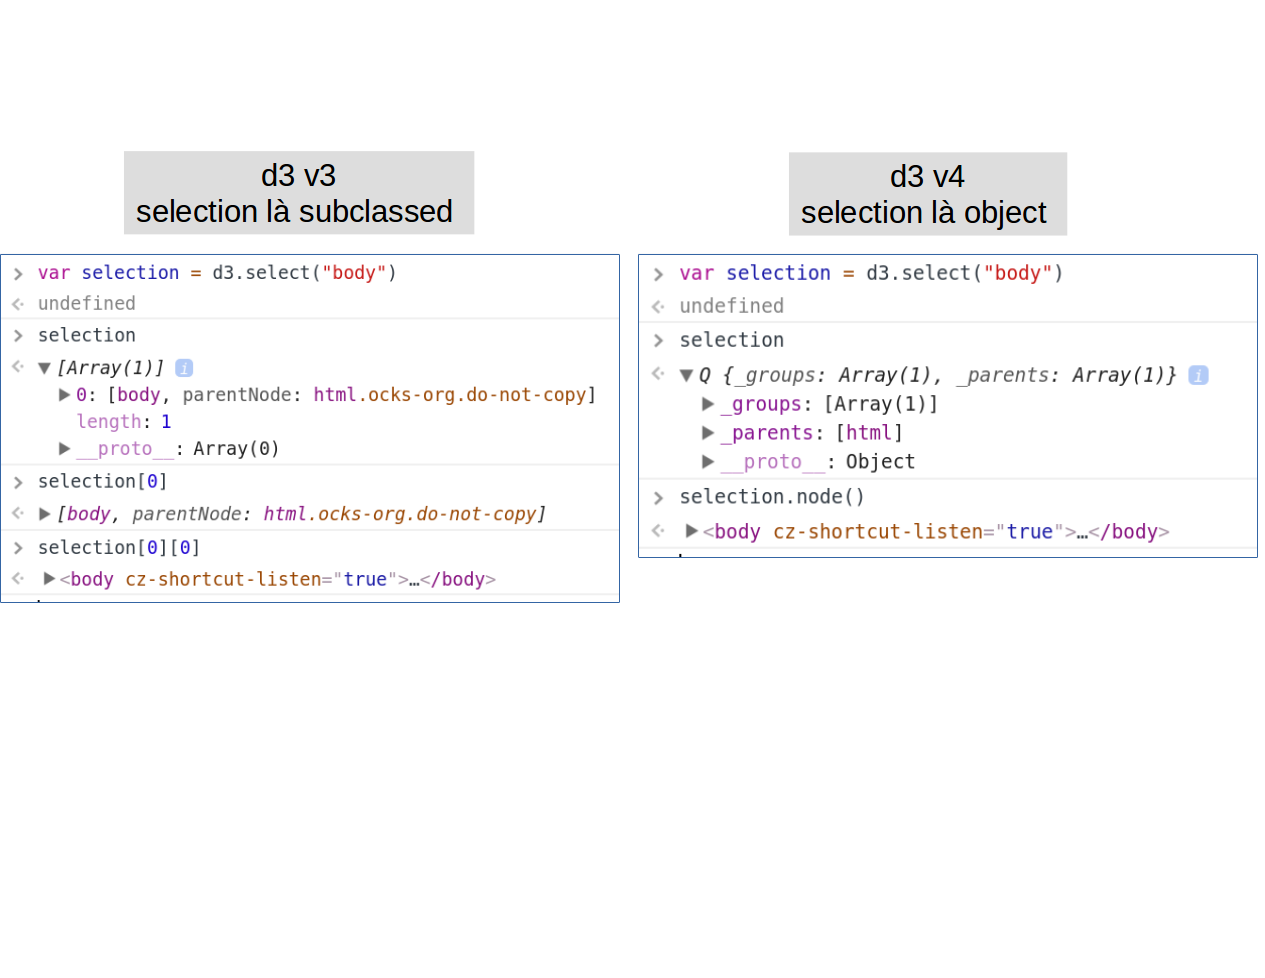 d3 v3
selection là subclassed
var selection = d3.select("body")
undefined
selection
[Array(1)] i
0: [body, parentNode: html.ocks-org.do-not-copy]
length: 1
__proto__: Array(0)
selection[0]
[body, parentNode: html.ocks-org.do-not-copy]
selection[0][0]
<body cz-shortcut-listen="true">…</body>
d3 v4
selection là object
var selection = d3.select("body")
undefined
selection
Q {_groups: Array(1), _parents: Array(1)} i
_groups: [Array(1)]
_parents: [html]
__proto__: Object
selection.node()
<body cz-shortcut-listen="true">…</body>